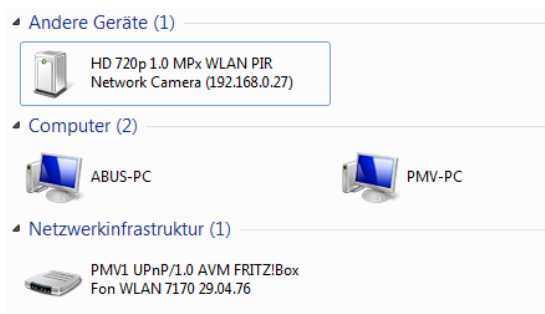 Andere Geräte (1)
HD 720p 1.0 MPx WLAN PIR
Network Camera (192.168.0.27)
Computer (2)
ABUS-PC
PMV-PC
Netzwerkinfrastruktur (1)
PMV1 UPnP/1.0 AVM FRITZ!Box
Fon WLAN 7170 29.04.76